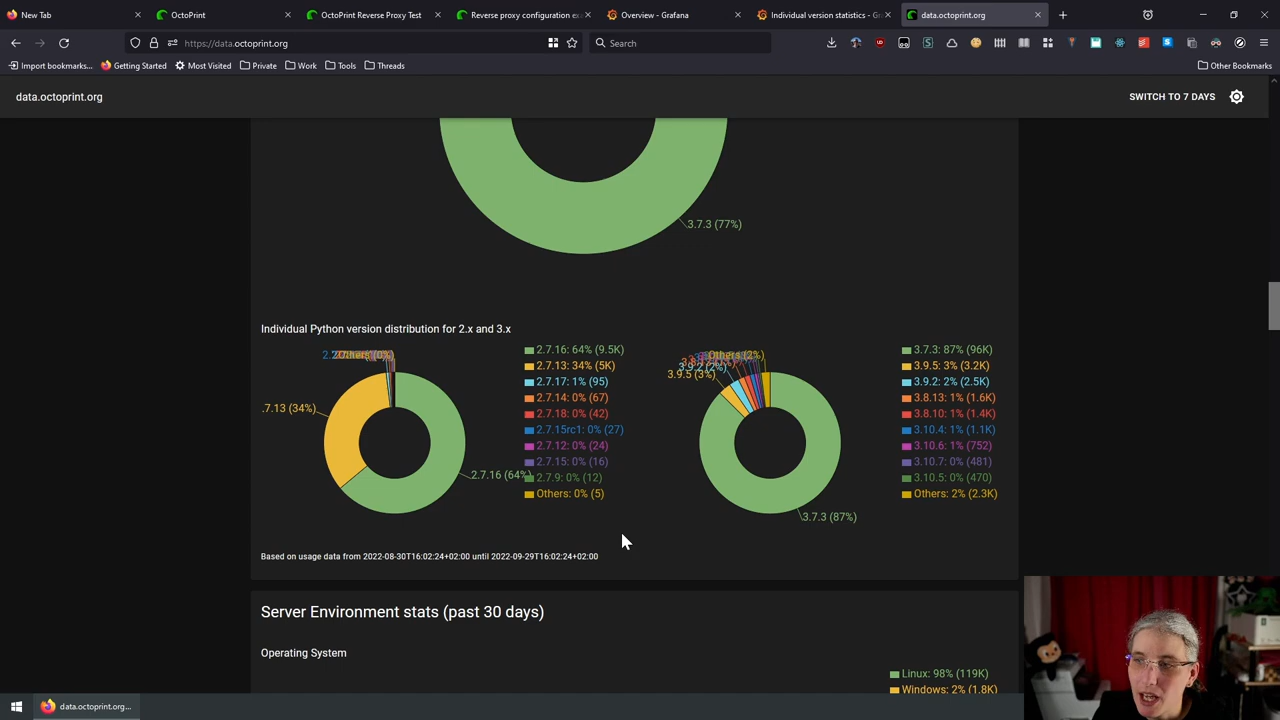 New Tab
OctoPrint
OctoPrint Reverse Proxy Test
Reverse proxy configuration ex
Overview - Grafana
Individual version statistics - Gr
data.octoprint.org
https://data.octoprint.org
Search
Import bookmarks...
Getting Started
Most Visited
Private
Work
Tools
Threads
Other Bookmarks
data.octoprint.org
SWITCH TO 7 DAYS
3.7.3 (77%)
Individual Python version distribution for 2.x and 3.x
Others (0%)
.7.13 (34%)
2.7.16 (64%)
2.7.16: 64% (9.5K)
2.7.13: 34% (5K)
2.7.17: 1% (95)
2.7.14: 0% (67)
2.7.18: 0% (42)
2.7.15rc1: 0% (27)
2.7.12: 0% (24)
2.7.15: 0% (16)
2.7.9: 0% (12)
Others: 0% (5)
Others (2%)
3.9.2 (2%)
3.9.5 (3%)
3.7.3 (87%)
3.7.3: 87% (96K)
3.9.5: 3% (3.2K)
3.9.2: 2% (2.5K)
3.8.13: 1% (1.6K)
3.8.10: 1% (1.4K)
3.10.4: 1% (1.1K)
3.10.6: 1% (752)
3.10.7: 0% (481)
3.10.5: 0% (470)
Others: 2% (2.3K)
Based on usage data from 2022-08-30T16:02:24+02:00 until 2022-09-29T16:02:24+02:00
Server Environment stats (past 30 days)
Operating System
Linux: 98% (119K)
Windows: 2% (1.8K)
data.octoprint.org...